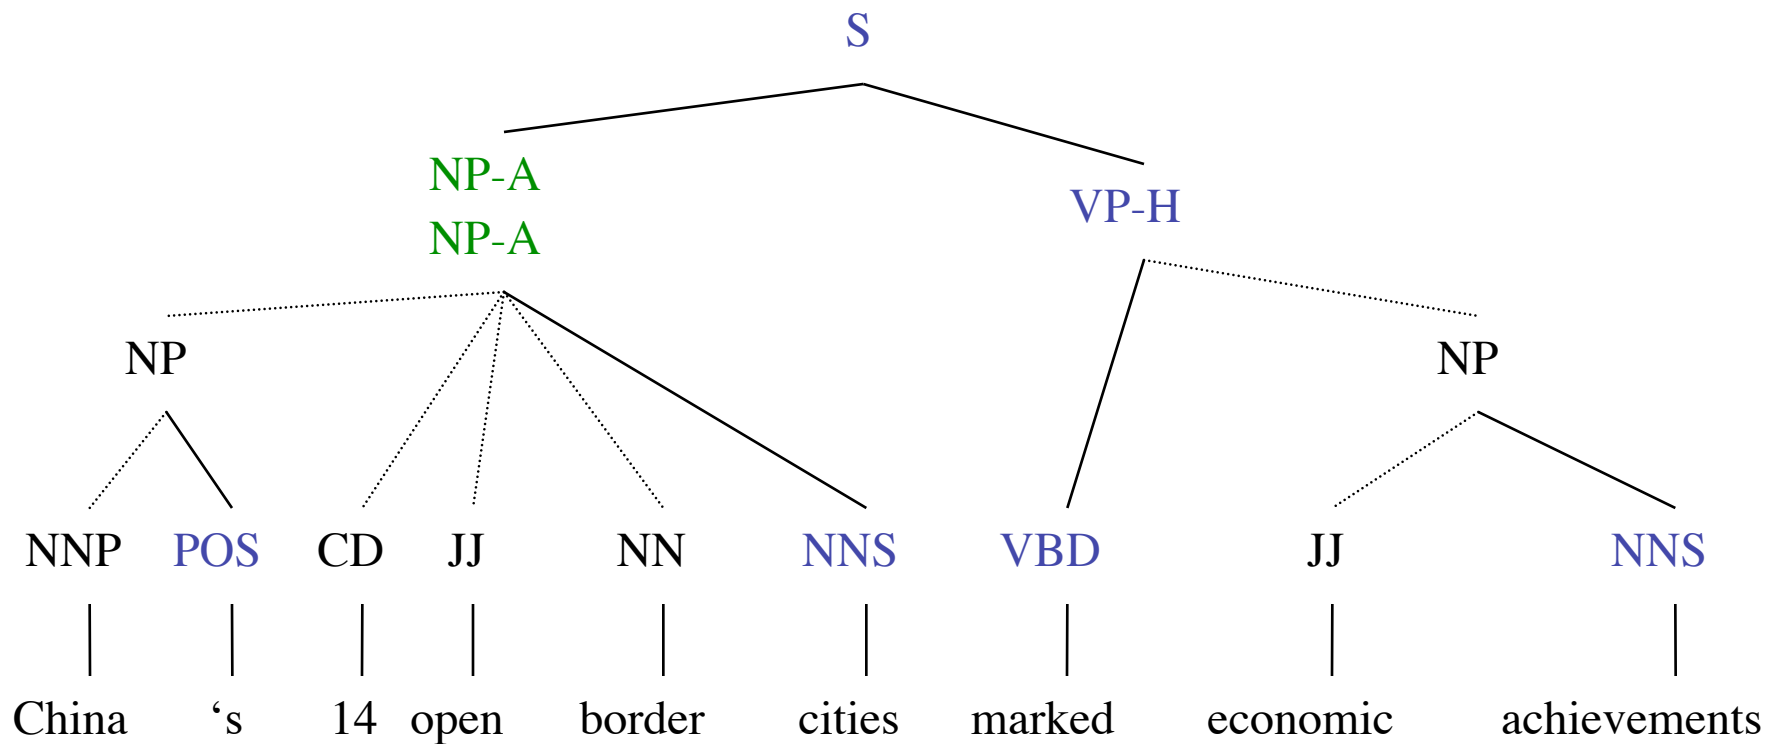 S
NP-A
VP-H
NP-A
NP NP
NNP POS CD JJ NN NNS VBD JJ NNS
China ‘s 14 open border cities marked economic achievements